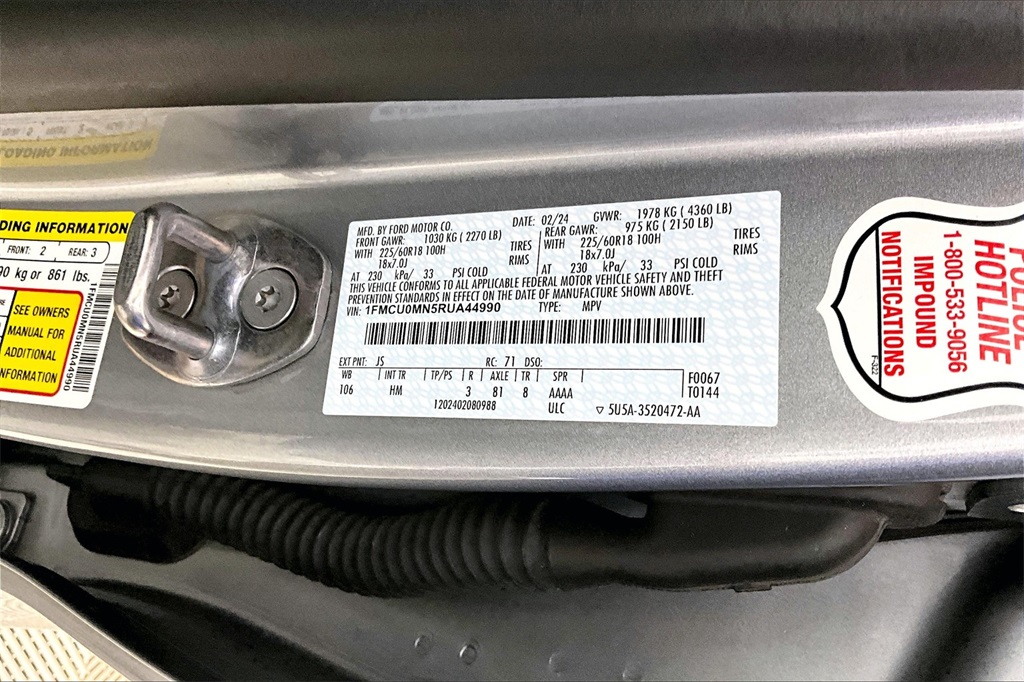 LOADING INFORMATION
DING INFORMATION
FRONT: 2 REAR: 3
90 kg or 861 lbs.
SEE OWNERS
MANUAL FOR
ADDITIONAL
INFORMATION
1FMCU0MN5RUA44990
MFD. BY FORD MOTOR CO. DATE: 02/24 GVWR: 1978 KG ( 4360 LB)
FRONT GAWR: 1030 KG ( 2270 LB) REAR GAWR: 975 KG ( 2150 LB)
WITH 225/60R18 100H TIRES WITH 225/60R18 100H TIRES
18x7.0J RIMS 18x7.0J RIMS
AT 230 kPa/ 33 PSI COLD AT 230 kPa/ 33 PSI COLD
THIS VEHICLE CONFORMS TO ALL APPLICABLE FEDERAL MOTOR VEHICLE SAFETY AND THEFT
PREVENTION STANDARDS IN EFFECT ON THE DATE OF MANUFACTURE SHOWN ABOVE.
VIN: 1FMCU0MN5RUA44990 TYPE: MPV
EXT PNT: JS RC: 71 DSO:
WB INT TR TP/PS R AXLE TR SPR F0067
106 HM 3 81 8 AAAA T0144
1202402080988 ULC ▽ 5U5A-3520472-AA
POLICE
HOTLINE
1-800-533-9056
IMPOUND
NOTIFICATIONS
F-322